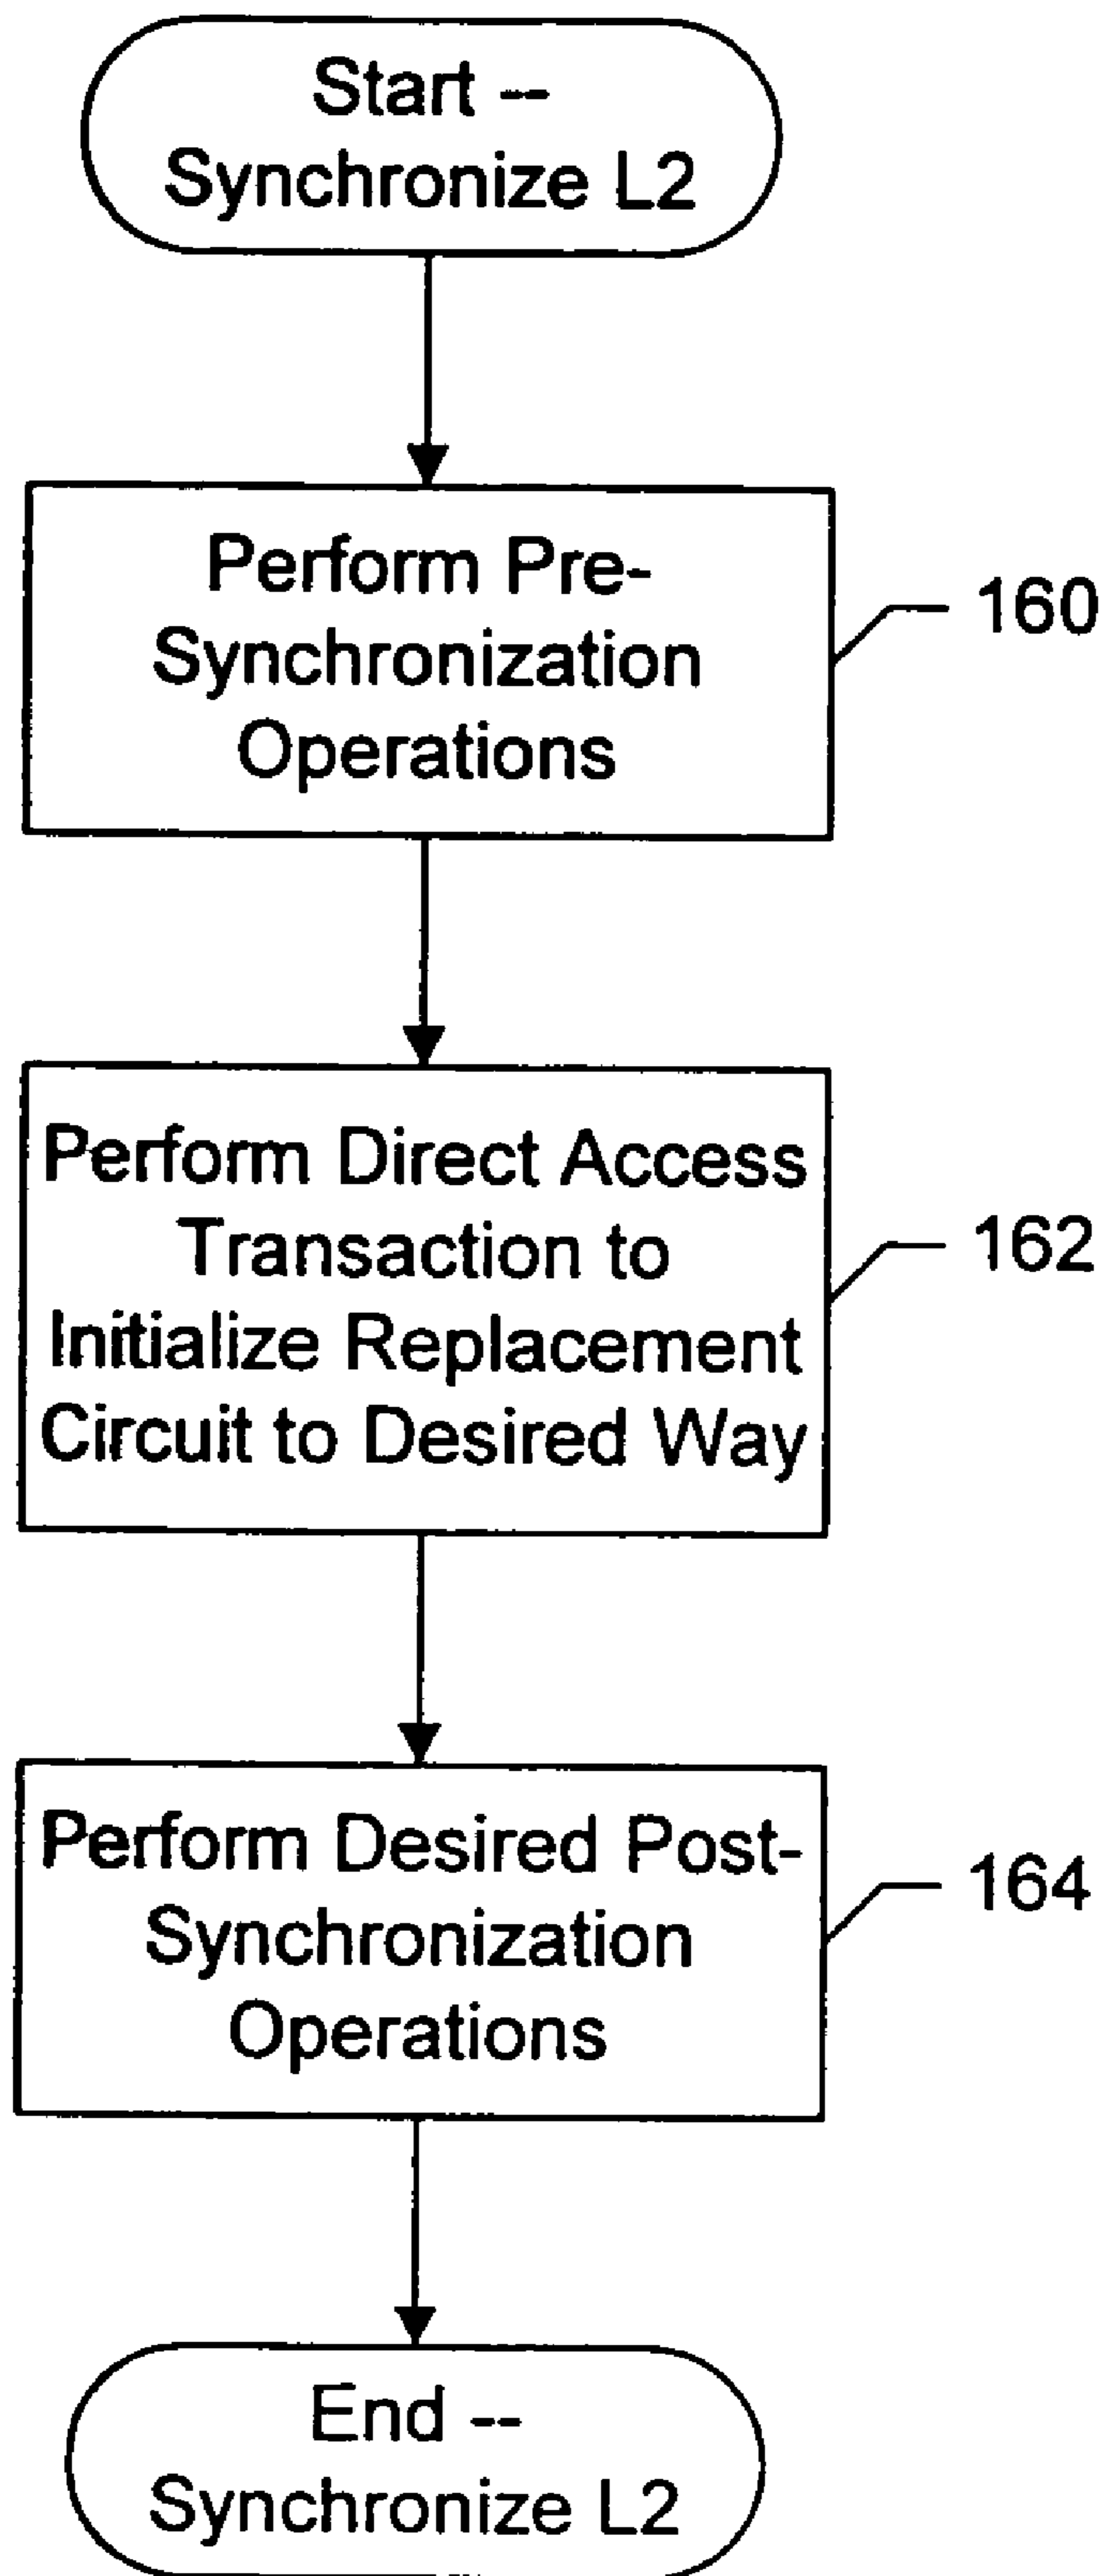 Start --
Synchronize L2
Perform Pre-
Synchronization
Operations
160
Perform Direct Access
Transaction to
Initialize Replacement
Circuit to Desired Way
162
Perform Desired Post-
Synchronization
Operations
164
End --
Synchronize L2